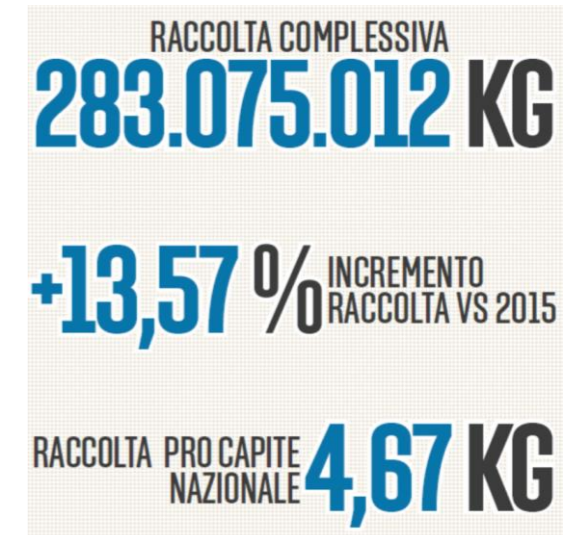 RACCOLTA COMPLESSIVA
283.075.012 KG
+13,57 % INCREMENTO
RACCOLTA VS 2015
RACCOLTA PRO CAPITE
NAZIONALE 4,67 KG